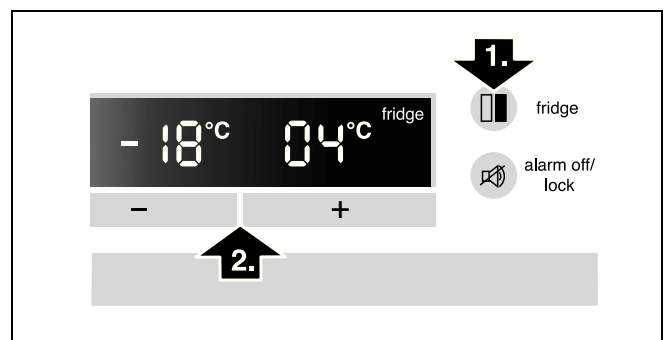 1.
fridge
- 18°C 04°C fridge
alarm off/
lock
- +
2.